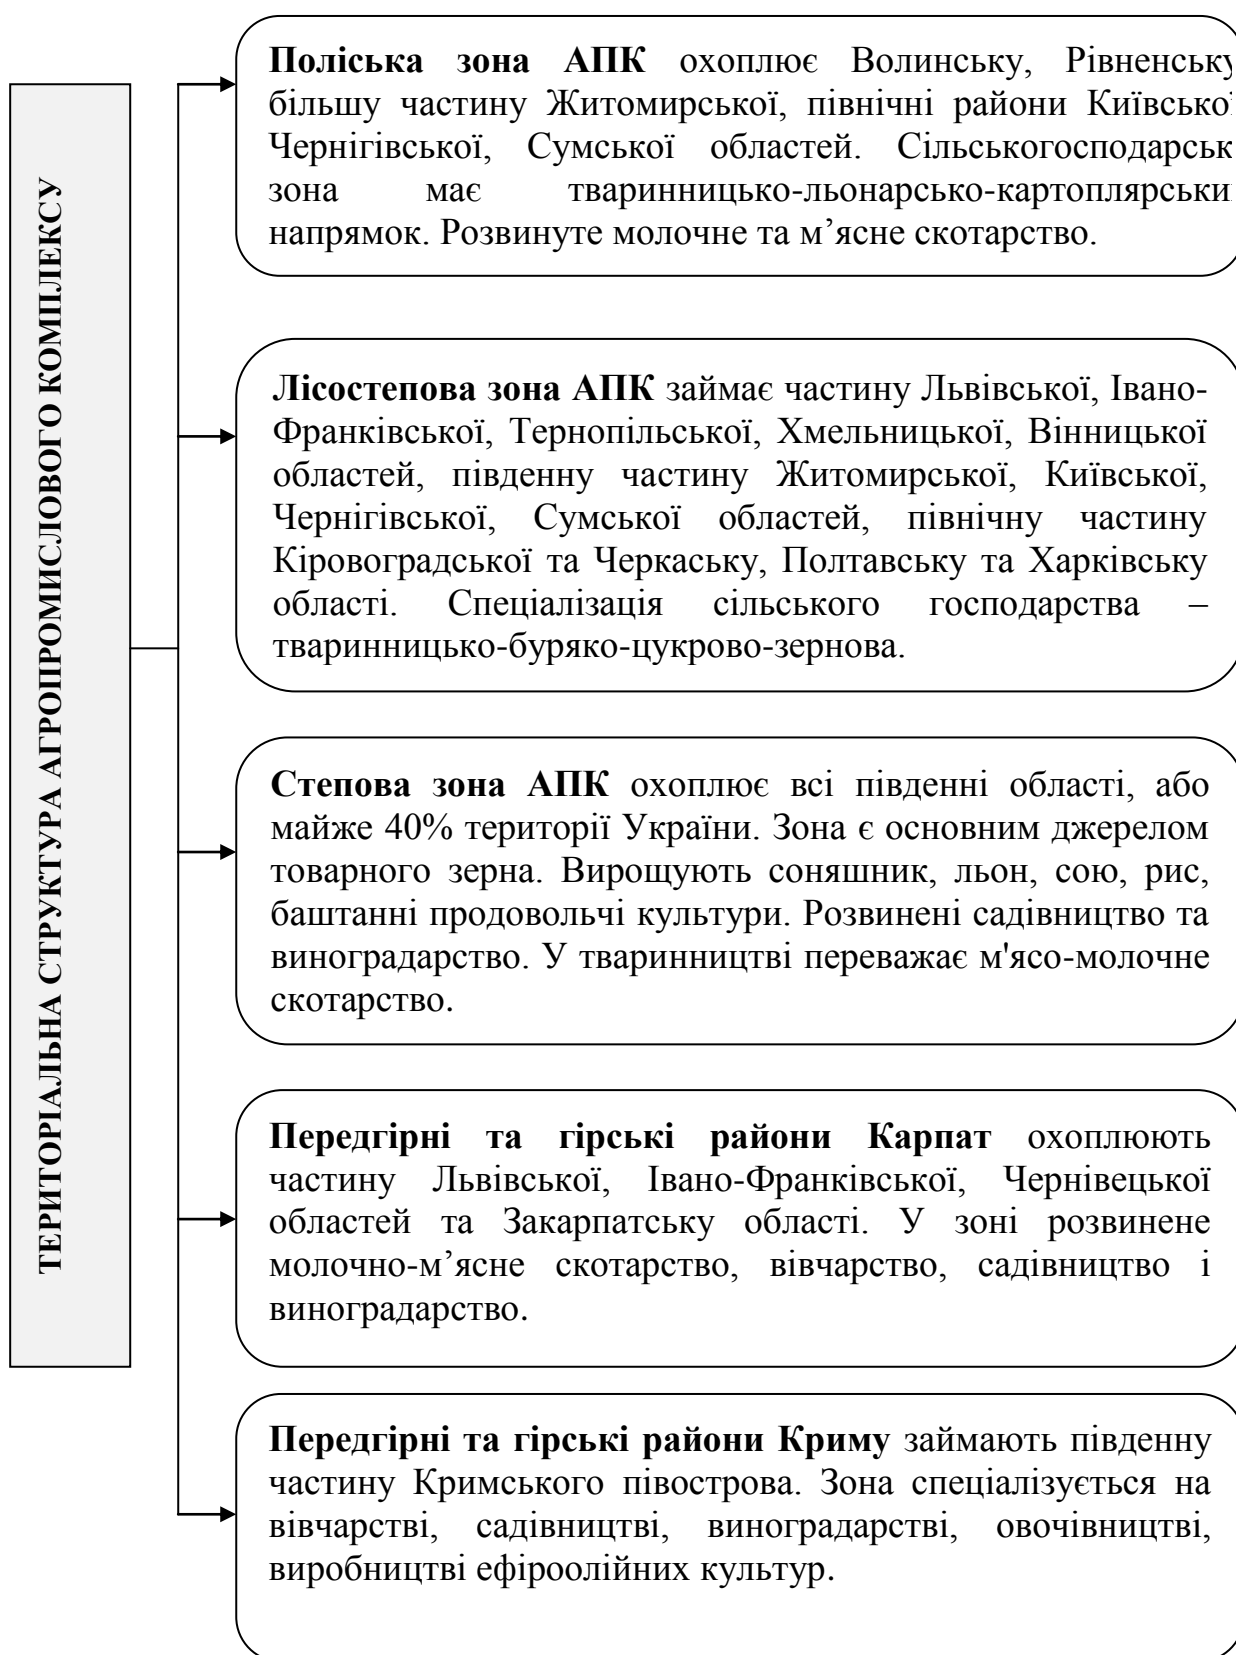 ТЕРИТОРІАЛЬНА СТРУКТУРА АГРОПРОМИСЛОВОГО КОМПЛЕКСУ
Поліська зона АПК охоплює Волинську, Рівненську
більшу частину Житомирської, північні райони Київської
Чернігівської, Сумської областей. Сільськогосподарськ
зона має тваринницько-льонарсько-картоплярськи
напрямок. Розвинуте молочне та м’ясне скотарство.
Лісостепова зона АПК займає частину Львівської, Івано-
Франківської, Тернопільської, Хмельницької, Вінницької
областей, південну частину Житомирської, Київської,
Чернігівської, Сумської областей, північну частину
Кіровоградської та Черкаську, Полтавську та Харківську
області. Спеціалізація сільського господарства –
тваринницько-буряко-цукрово-зернова.
Степова зона АПК охоплює всі південні області, або
майже 40% території України. Зона є основним джерелом
товарного зерна. Вирощують соняшник, льон, сою, рис,
баштанні продовольчі культури. Розвинені садівництво та
виноградарство. У тваринництві переважає м'ясо-молочне
скотарство.
Передгірні та гірські райони Карпат охоплюють
частину Львівської, Івано-Франківської, Чернівецької
областей та Закарпатську області. У зоні розвинене
молочно-м’ясне скотарство, вівчарство, садівництво і
виноградарство.
Передгірні та гірські райони Криму займають південну
частину Кримського півострова. Зона спеціалізується на
вівчарстві, садівництві, виноградарстві, овочівництві,
виробництві ефіроолійних культур.